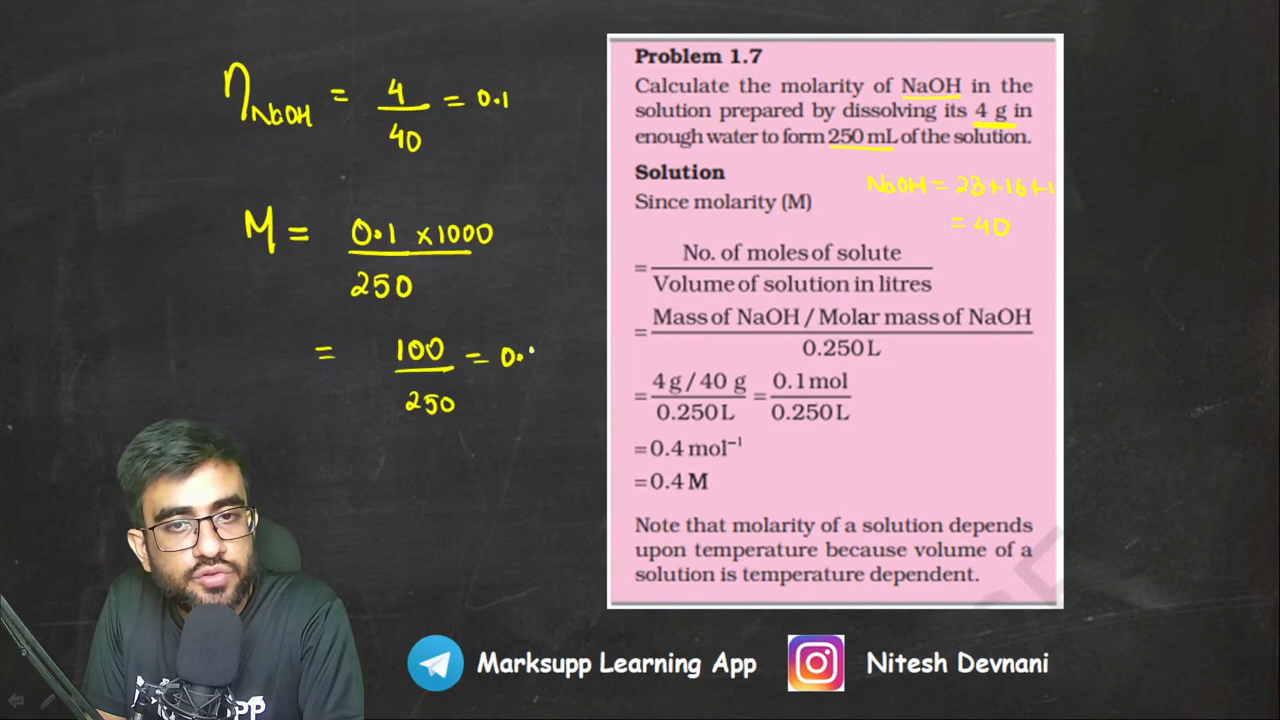 η NaOH = 4/40 = 0.1
M = 0.1 ×1000/250
= 100/250 = 0.
Problem 1.7
Calculate the molarity of NaOH in the
solution prepared by dissolving its 4 g in
enough water to form 250 mL of the solution.
Solution
NaOH = 23+16+1
Since molarity (M)
= 40
= No. of moles of solute
Volume of solution in litres
= Mass of NaOH / Molar mass of NaOH
0.250 L
= 4 g / 40 g = 0.1 mol
0.250 L 0.250 L
= 0.4 mol⁻¹
= 0.4 M
Note that molarity of a solution depends
upon temperature because volume of a
solution is temperature dependent.
Marksupp Learning App
Nitesh Devnani